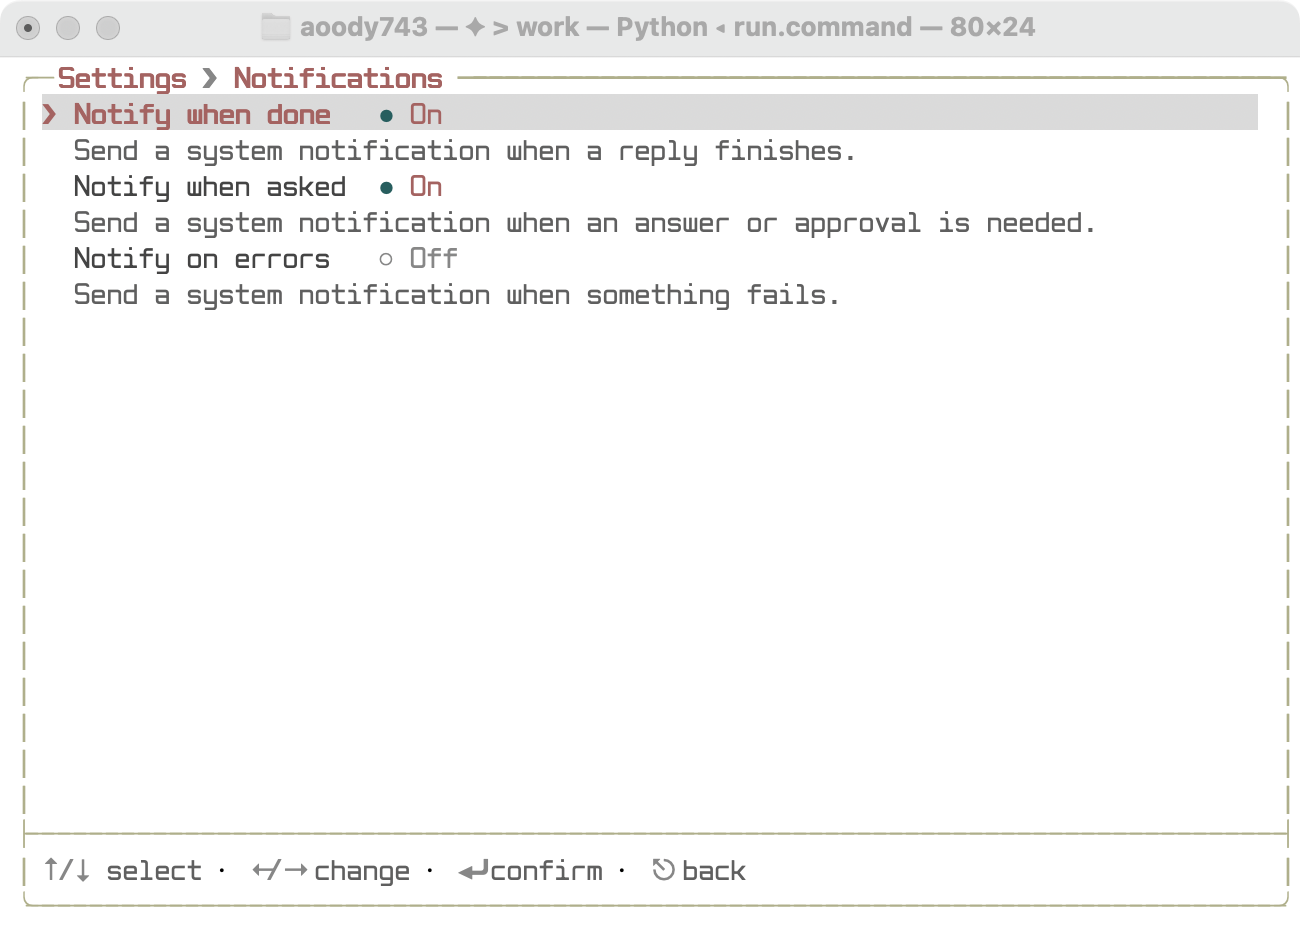 aoody743 — ✦ > work — Python ◂ run.command — 80×24
Settings ❯ Notifications
❯ Notify when done ● On
Send a system notification when a reply finishes.
Notify when asked ● On
Send a system notification when an answer or approval is needed.
Notify on errors ○ Off
Send a system notification when something fails.
↑/↓ select · ←/→ change · ↵ confirm · ⎋ back